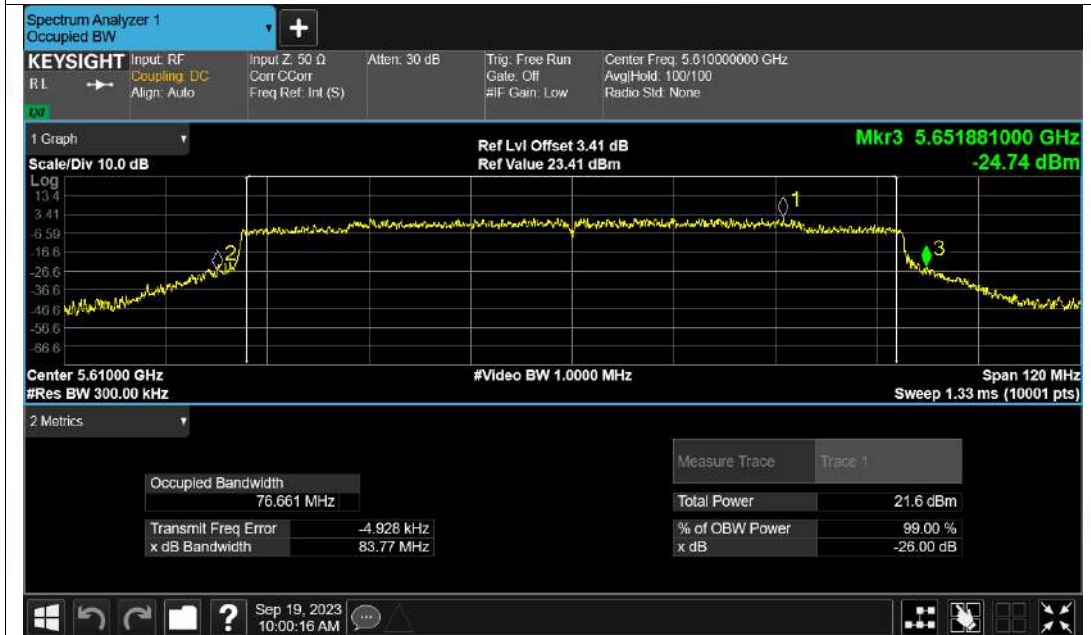 Spectrum Analyzer 1
Occupied BW
+
KEYSIGHT Input: RF Input Z: 50 Ω Atten: 30 dB Trig: Free Run Center Freq: 5.610000000 GHz
R L Coupling: DC Corr CCorr Gate: Off Avg|Hold: 100/100
Align: Auto Freq Ref: Int (S) #IF Gain: Low Radio Std: None
LXI
1 Graph Ref Lvl Offset 3.41 dB Mkr3 5.651881000 GHz
Scale/Div 10.0 dB Ref Value 23.41 dBm -24.74 dBm
Log
13.4
3.41
-6.59
-16.6
-26.6
-36.6
-46.6
-56.6
-66.6
1
2
3
Center 5.61000 GHz #Video BW 1.0000 MHz Span 120 MHz
#Res BW 300.00 kHz Sweep 1.33 ms (10001 pts)
2 Metrics
Measure Trace Trace 1
Occupied Bandwidth
76.661 MHz Total Power 21.6 dBm
Transmit Freq Error -4.928 kHz % of OBW Power 99.00 %
x dB Bandwidth 83.77 MHz x dB -26.00 dB
? Sep 19, 2023
10:00:16 AM